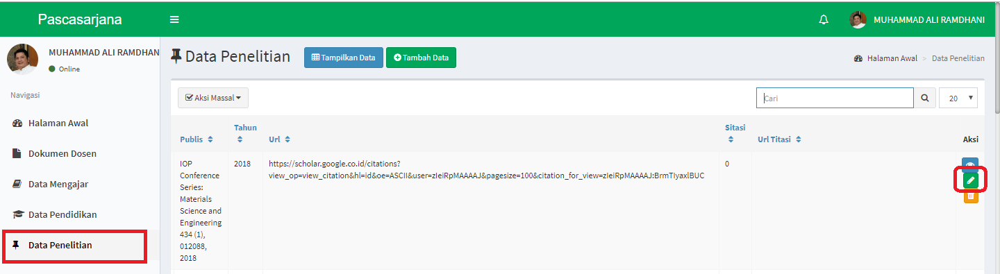 Pascasarjana
MUHAMMAD ALI RAMDHANI
MUHAMMAD ALI RAMDHAN
Online
Navigasi
Halaman Awal
Dokumen Dosen
Data Mengajar
Data Pendidikan
Data Penelitian
Data Penelitian
Tampilkan Data
Tambah Data
Halaman Awal > Data Penelitian
Aksi Massal
Cari
20
Publis
Tahun
Url
Sitasi
Url Titasi
Aksi
IOP
Conference
Series:
Materials
Science and
Engineering
434 (1),
012088,
2018
2018
https://scholar.google.co.id/citations?
view_op=view_citation&hl=id&oe=ASCII&user=zIeiRpMAAAAJ&pagesize=100&citation_for_view=zIeiRpMAAAAJ:BrmTIyaxlBUC
0